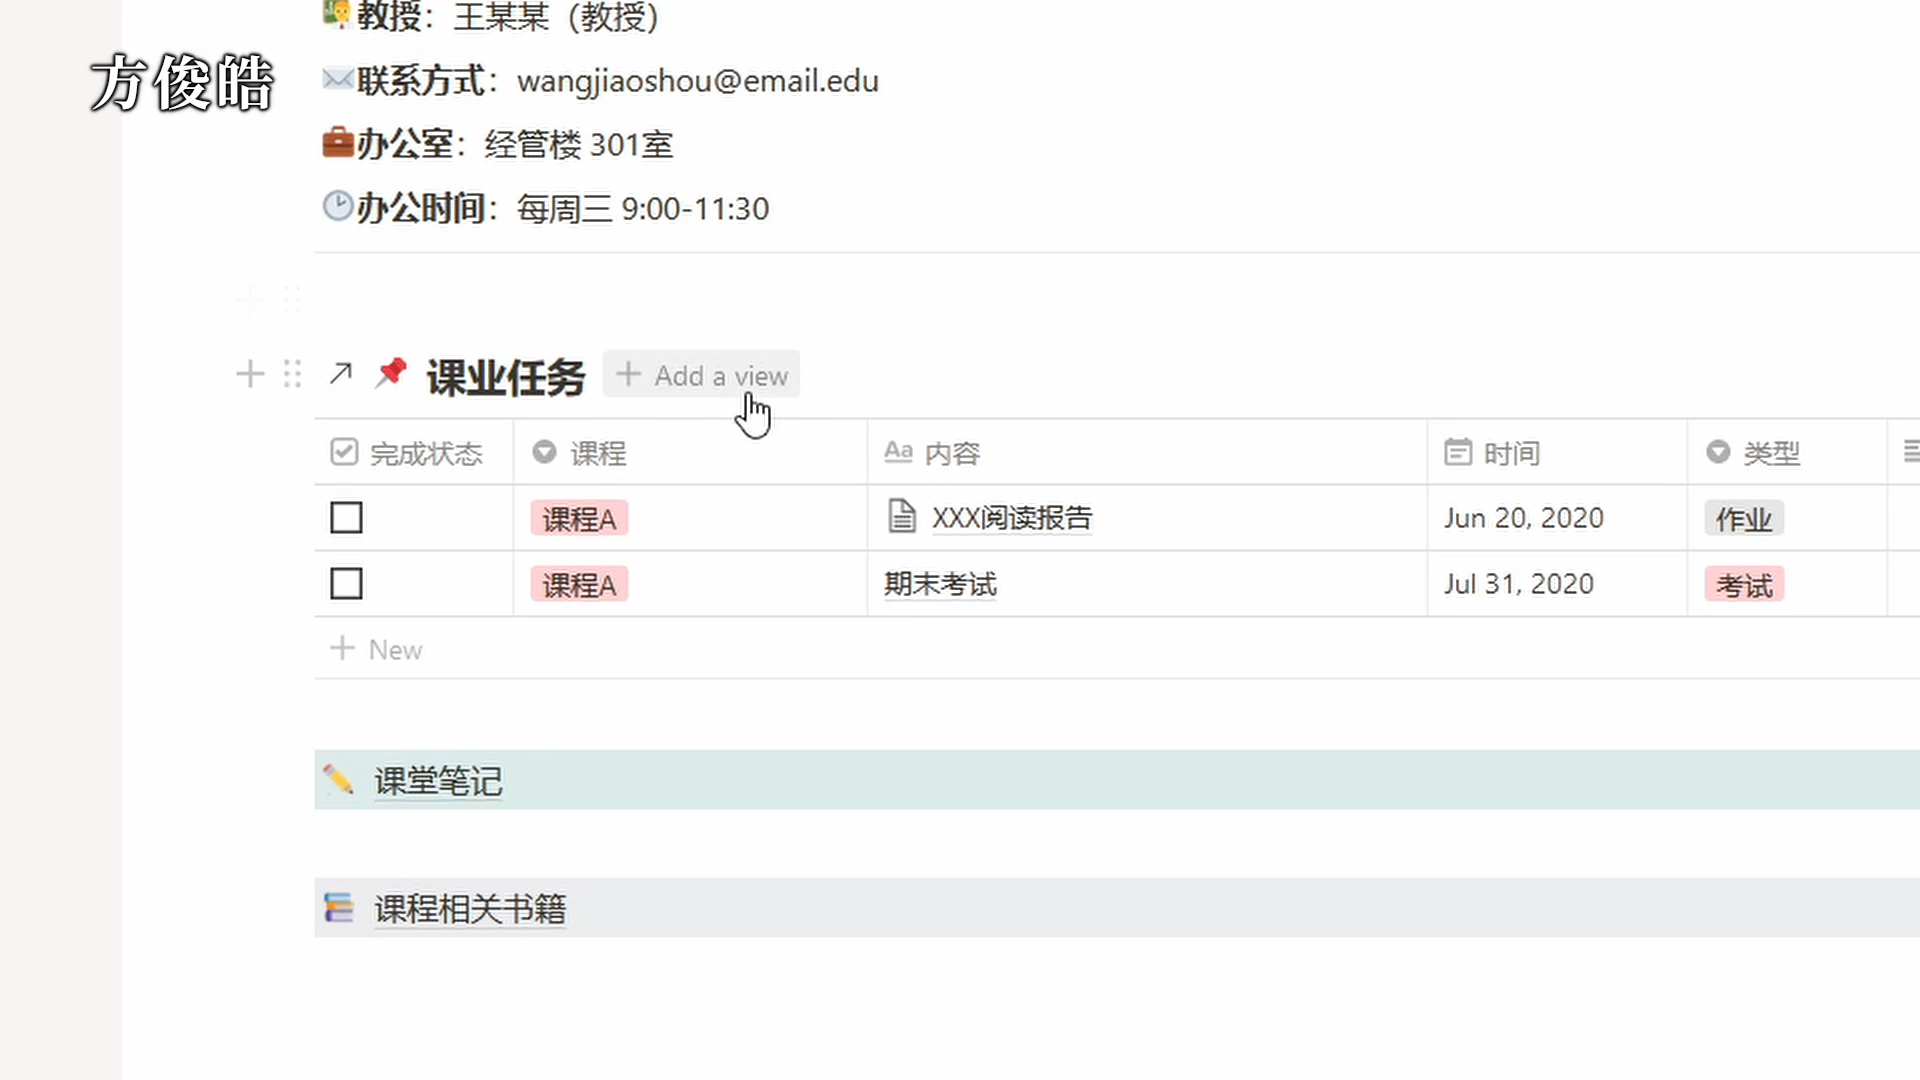 教授：王某某（教授）
方俊皓
联系方式：wangjiaoshou@email.edu
办公室：经管楼 301室
办公时间：每周三 9:00-11:30
课业任务 + Add a view
完成状态 课程 Aa 内容 时间 类型
课程A XXX阅读报告 Jun 20, 2020 作业
课程A 期末考试 Jul 31, 2020 考试
+ New
课堂笔记
课程相关书籍